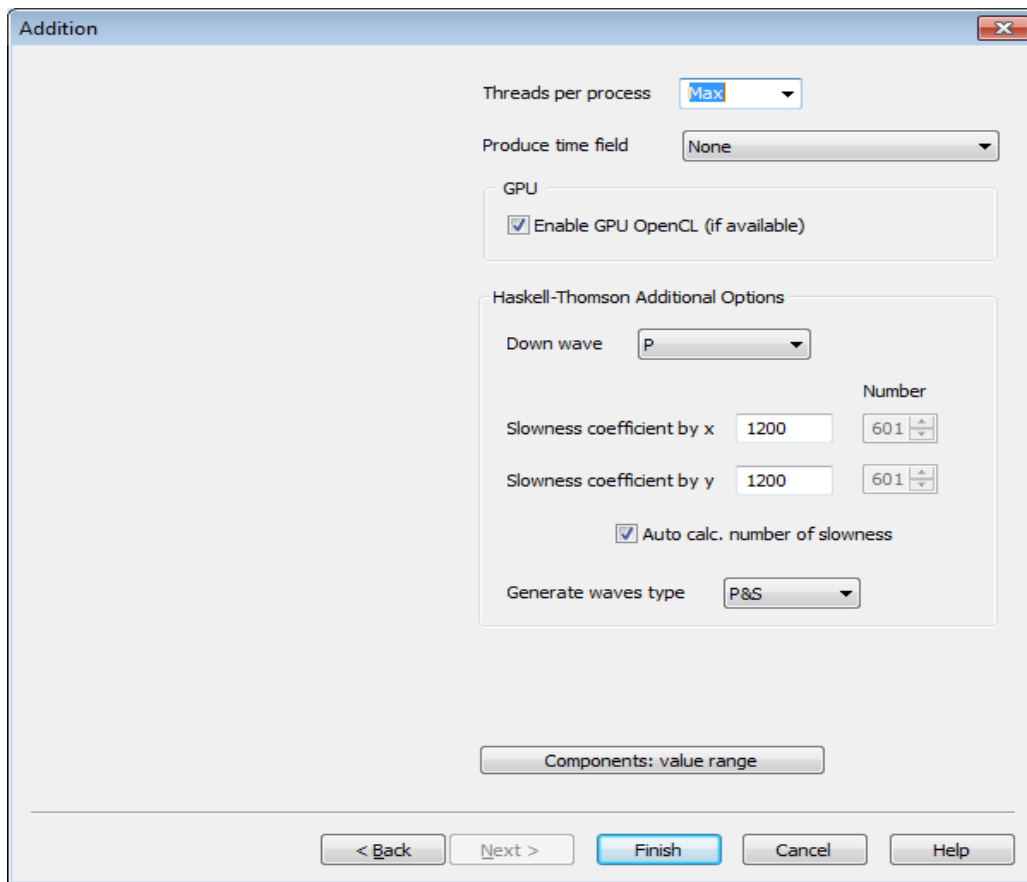 Addition
Threads per process Max
Produce time field None
GPU
Enable GPU OpenCL (if available)
Haskell-Thomson Additional Options
Down wave P
Number
Slowness coefficient by x 1200 601
Slowness coefficient by y 1200 601
Auto calc. number of slowness
Generate waves type P&S
Components: value range
< Back Next > Finish Cancel Help